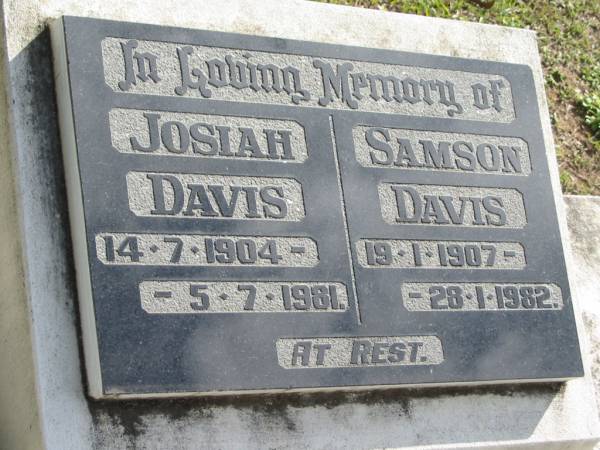 In Loving Memory of
JOSIAH
DAVIS
14·7·1904 -
- 5·7·1981.
SAMSON
DAVIS
19·1·1907 -
- 28·1·1982.
AT REST.